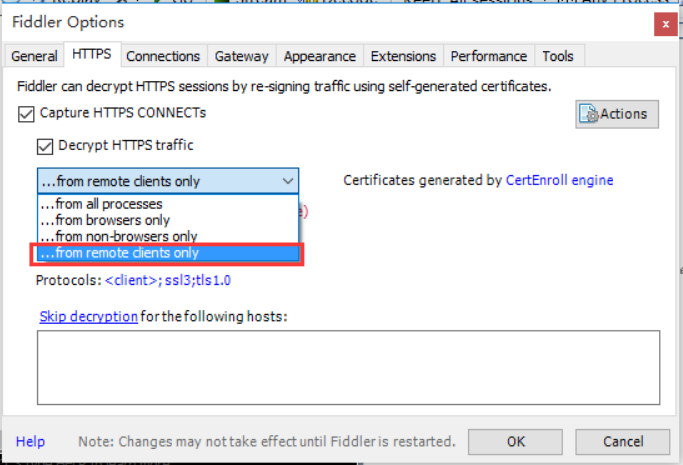 Fiddler Options
x
General HTTPS Connections Gateway Appearance Extensions Performance Tools
Fiddler can decrypt HTTPS sessions by re-signing traffic using self-generated certificates.
Capture HTTPS CONNECTs
Actions
Decrypt HTTPS traffic
...from remote clients only
Certificates generated by CertEnroll engine
...from all processes
...from browsers only
...from non-browsers only
...from remote clients only
Protocols: <client>;ssl3;tls1.0
Skip decryption for the following hosts:
Help Note: Changes may not take effect until Fiddler is restarted. OK Cancel